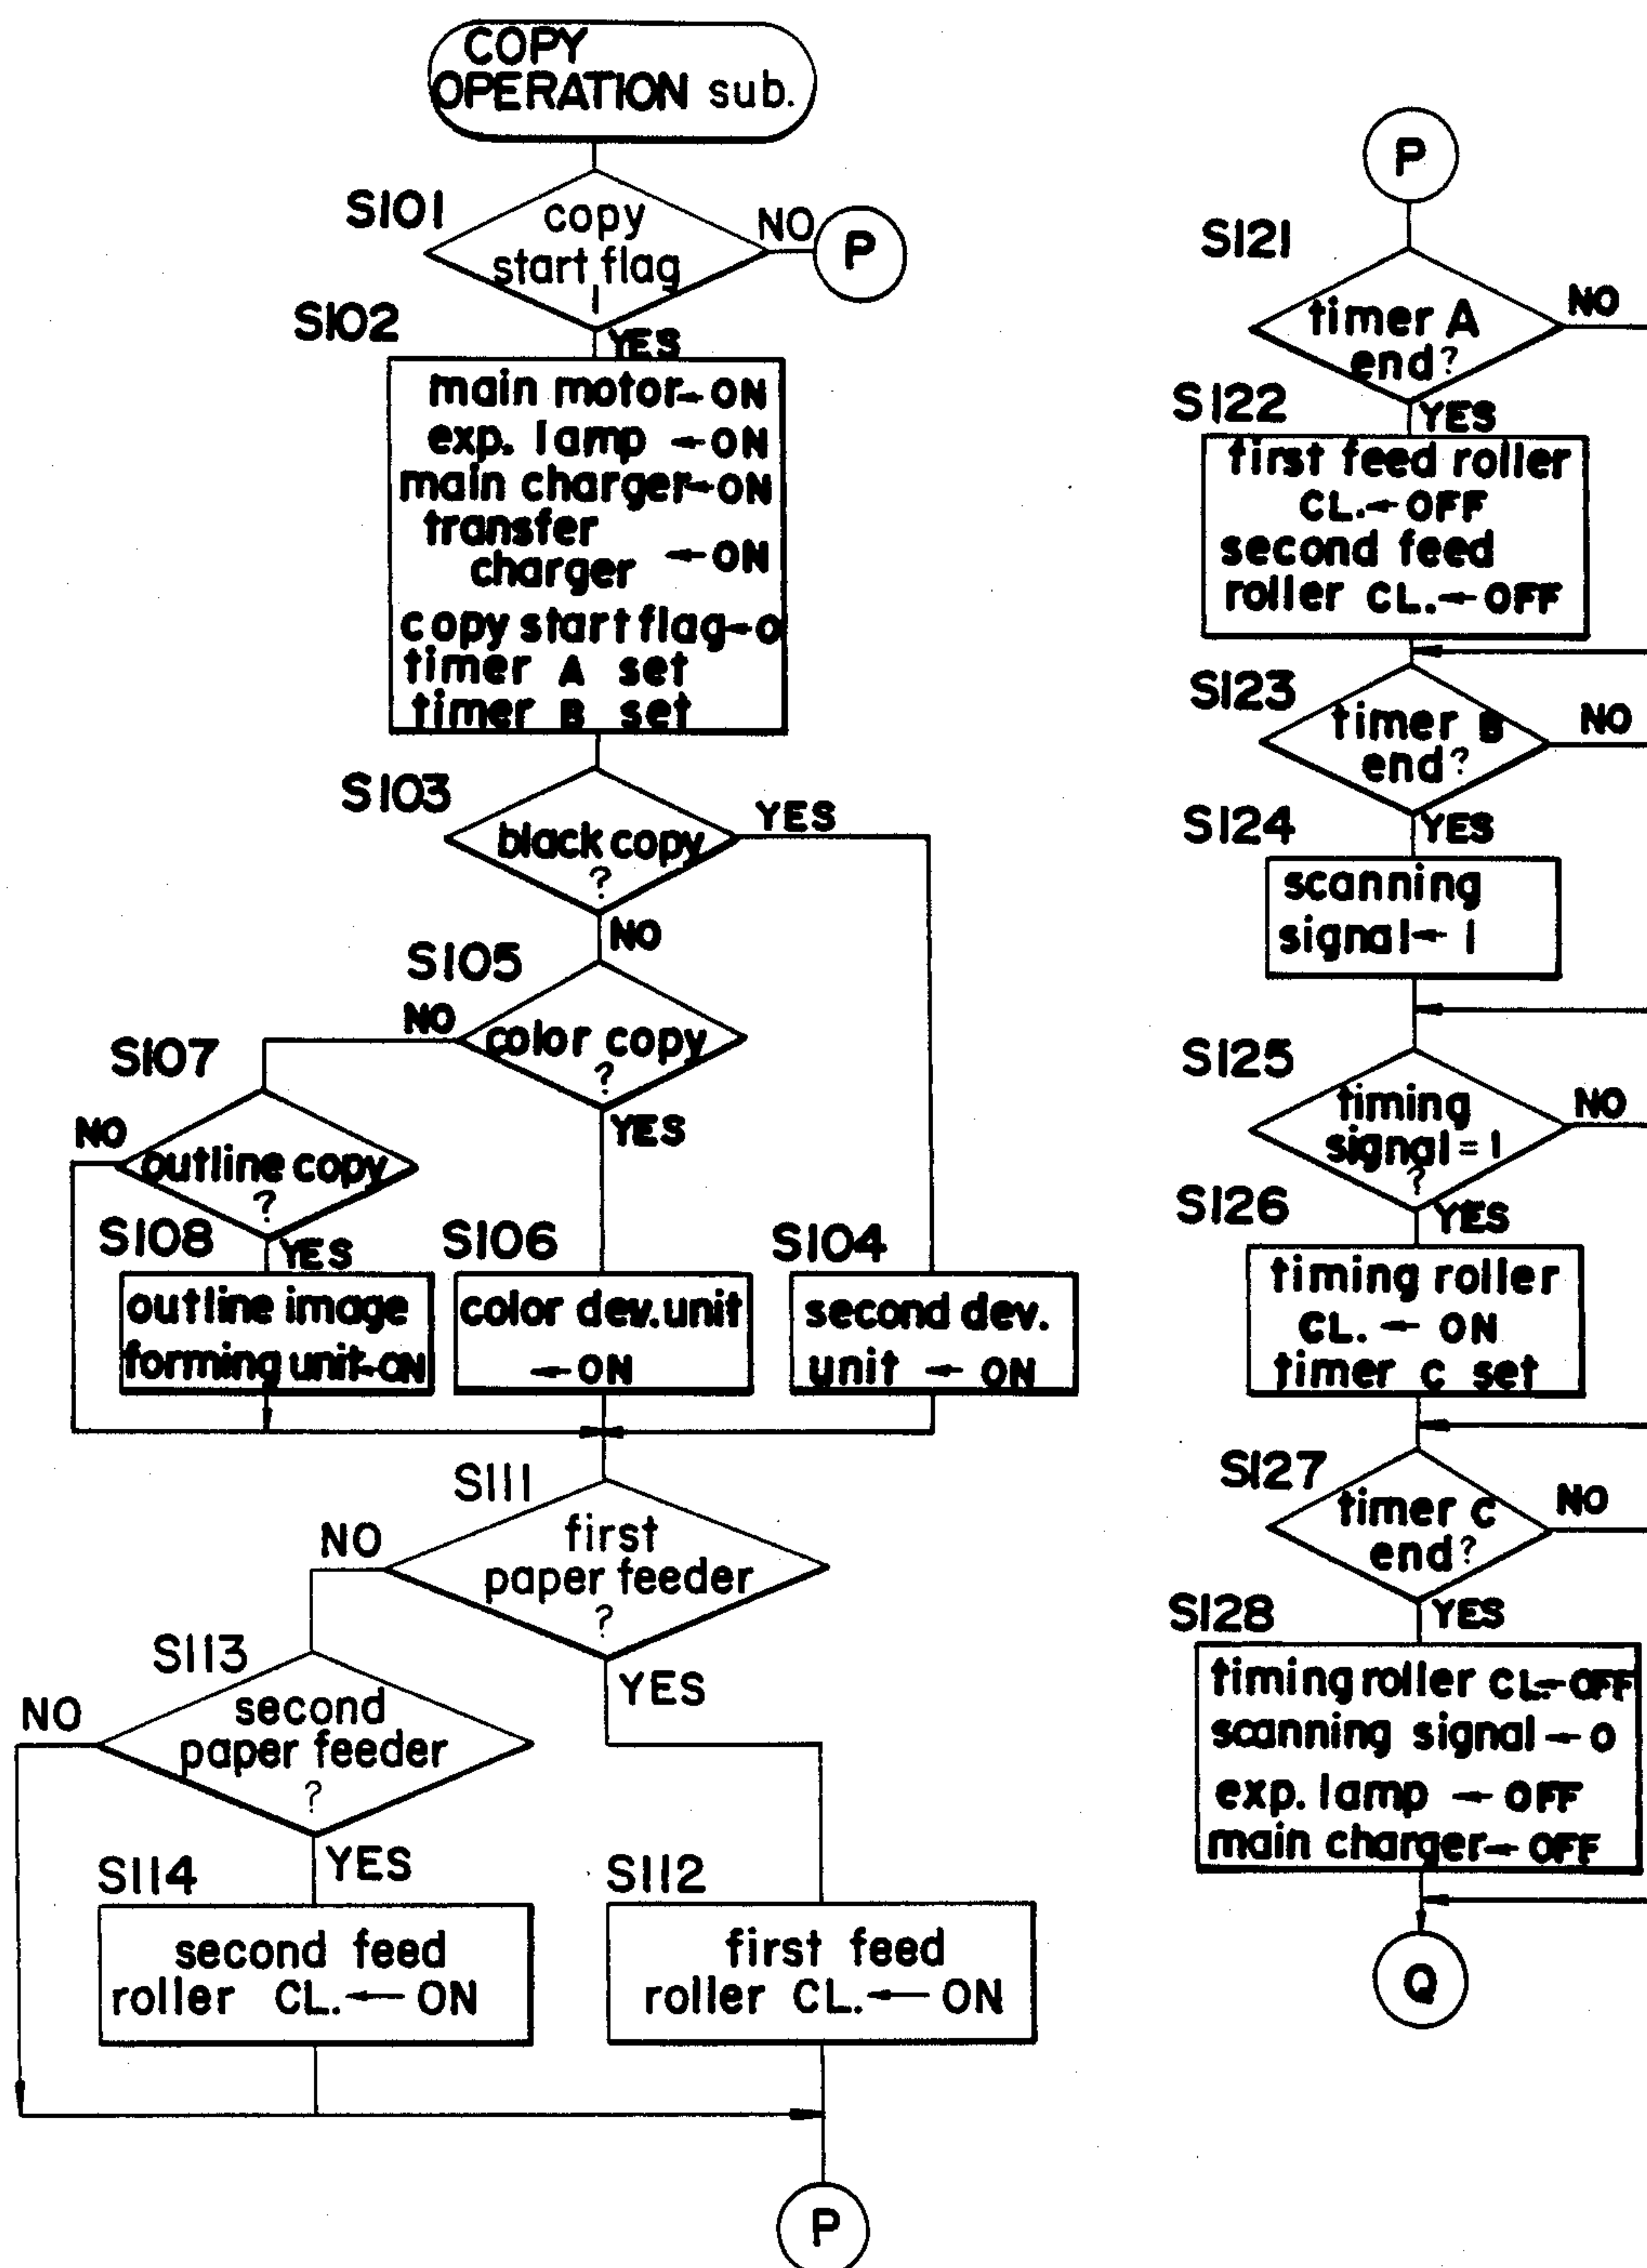 COPY
OPERATION sub.
S101
copy
start flag
1
NO
P
YES
S102
main motor←ON
exp. lamp ←ON
main charger←ON
transfer
charger ←ON
copy start flag←0
timer A set
timer B set
S103
black copy
?
YES
NO
S105
color copy
?
NO
YES
S107
outline copy
?
NO
YES
S108
outline image
forming unit←ON
S106
color dev. unit
←ON
S104
second dev.
unit ← ON
S111
first
paper feeder
?
NO
YES
S113
second
paper feeder
?
NO
YES
S114
second feed
roller CL.← ON
S112
first feed
roller CL.← ON
P
P
S121
timer A
end?
NO
YES
S122
first feed roller
CL.←OFF
second feed
roller CL.←OFF
S123
timer B
end?
NO
YES
S124
scanning
signal← 1
S125
timing
signal = 1
?
NO
YES
S126
timing roller
CL. ← ON
timer C set
S127
timer C
end?
NO
YES
S128
timing roller CL.←OFF
scanning signal ← 0
exp. lamp ← OFF
main charger← OFF
Q